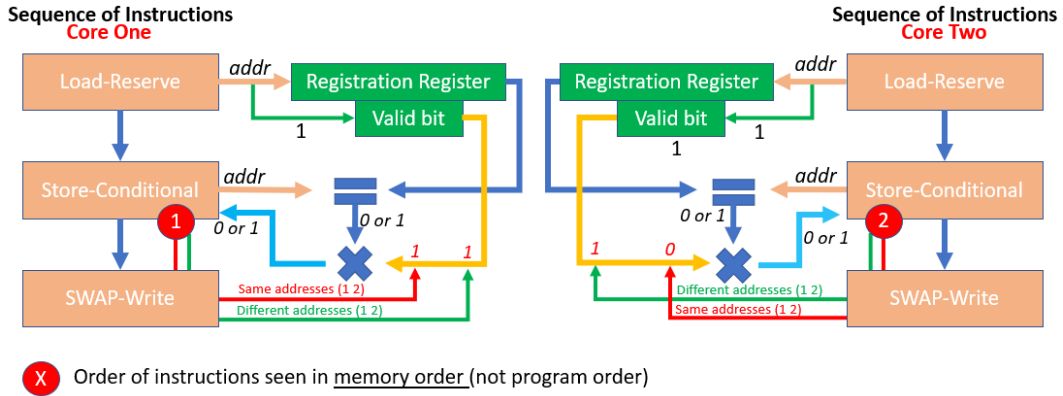 Sequence of Instructions
Core One
Sequence of Instructions
Core Two
Load-Reserve
addr
Registration Register
Valid bit
1
Registration Register
Valid bit
1
1
addr
Load-Reserve
Store-Conditional
addr
0 or 1
0 or 1
1
1
1
Same addresses (1 2)
Different addresses (1 2)
SWAP-Write
addr
Store-Conditional
0 or 1
0 or 1
2
1
0
Different addresses (1 2)
Same addresses (1 2)
SWAP-Write
X Order of instructions seen in memory order (not program order)